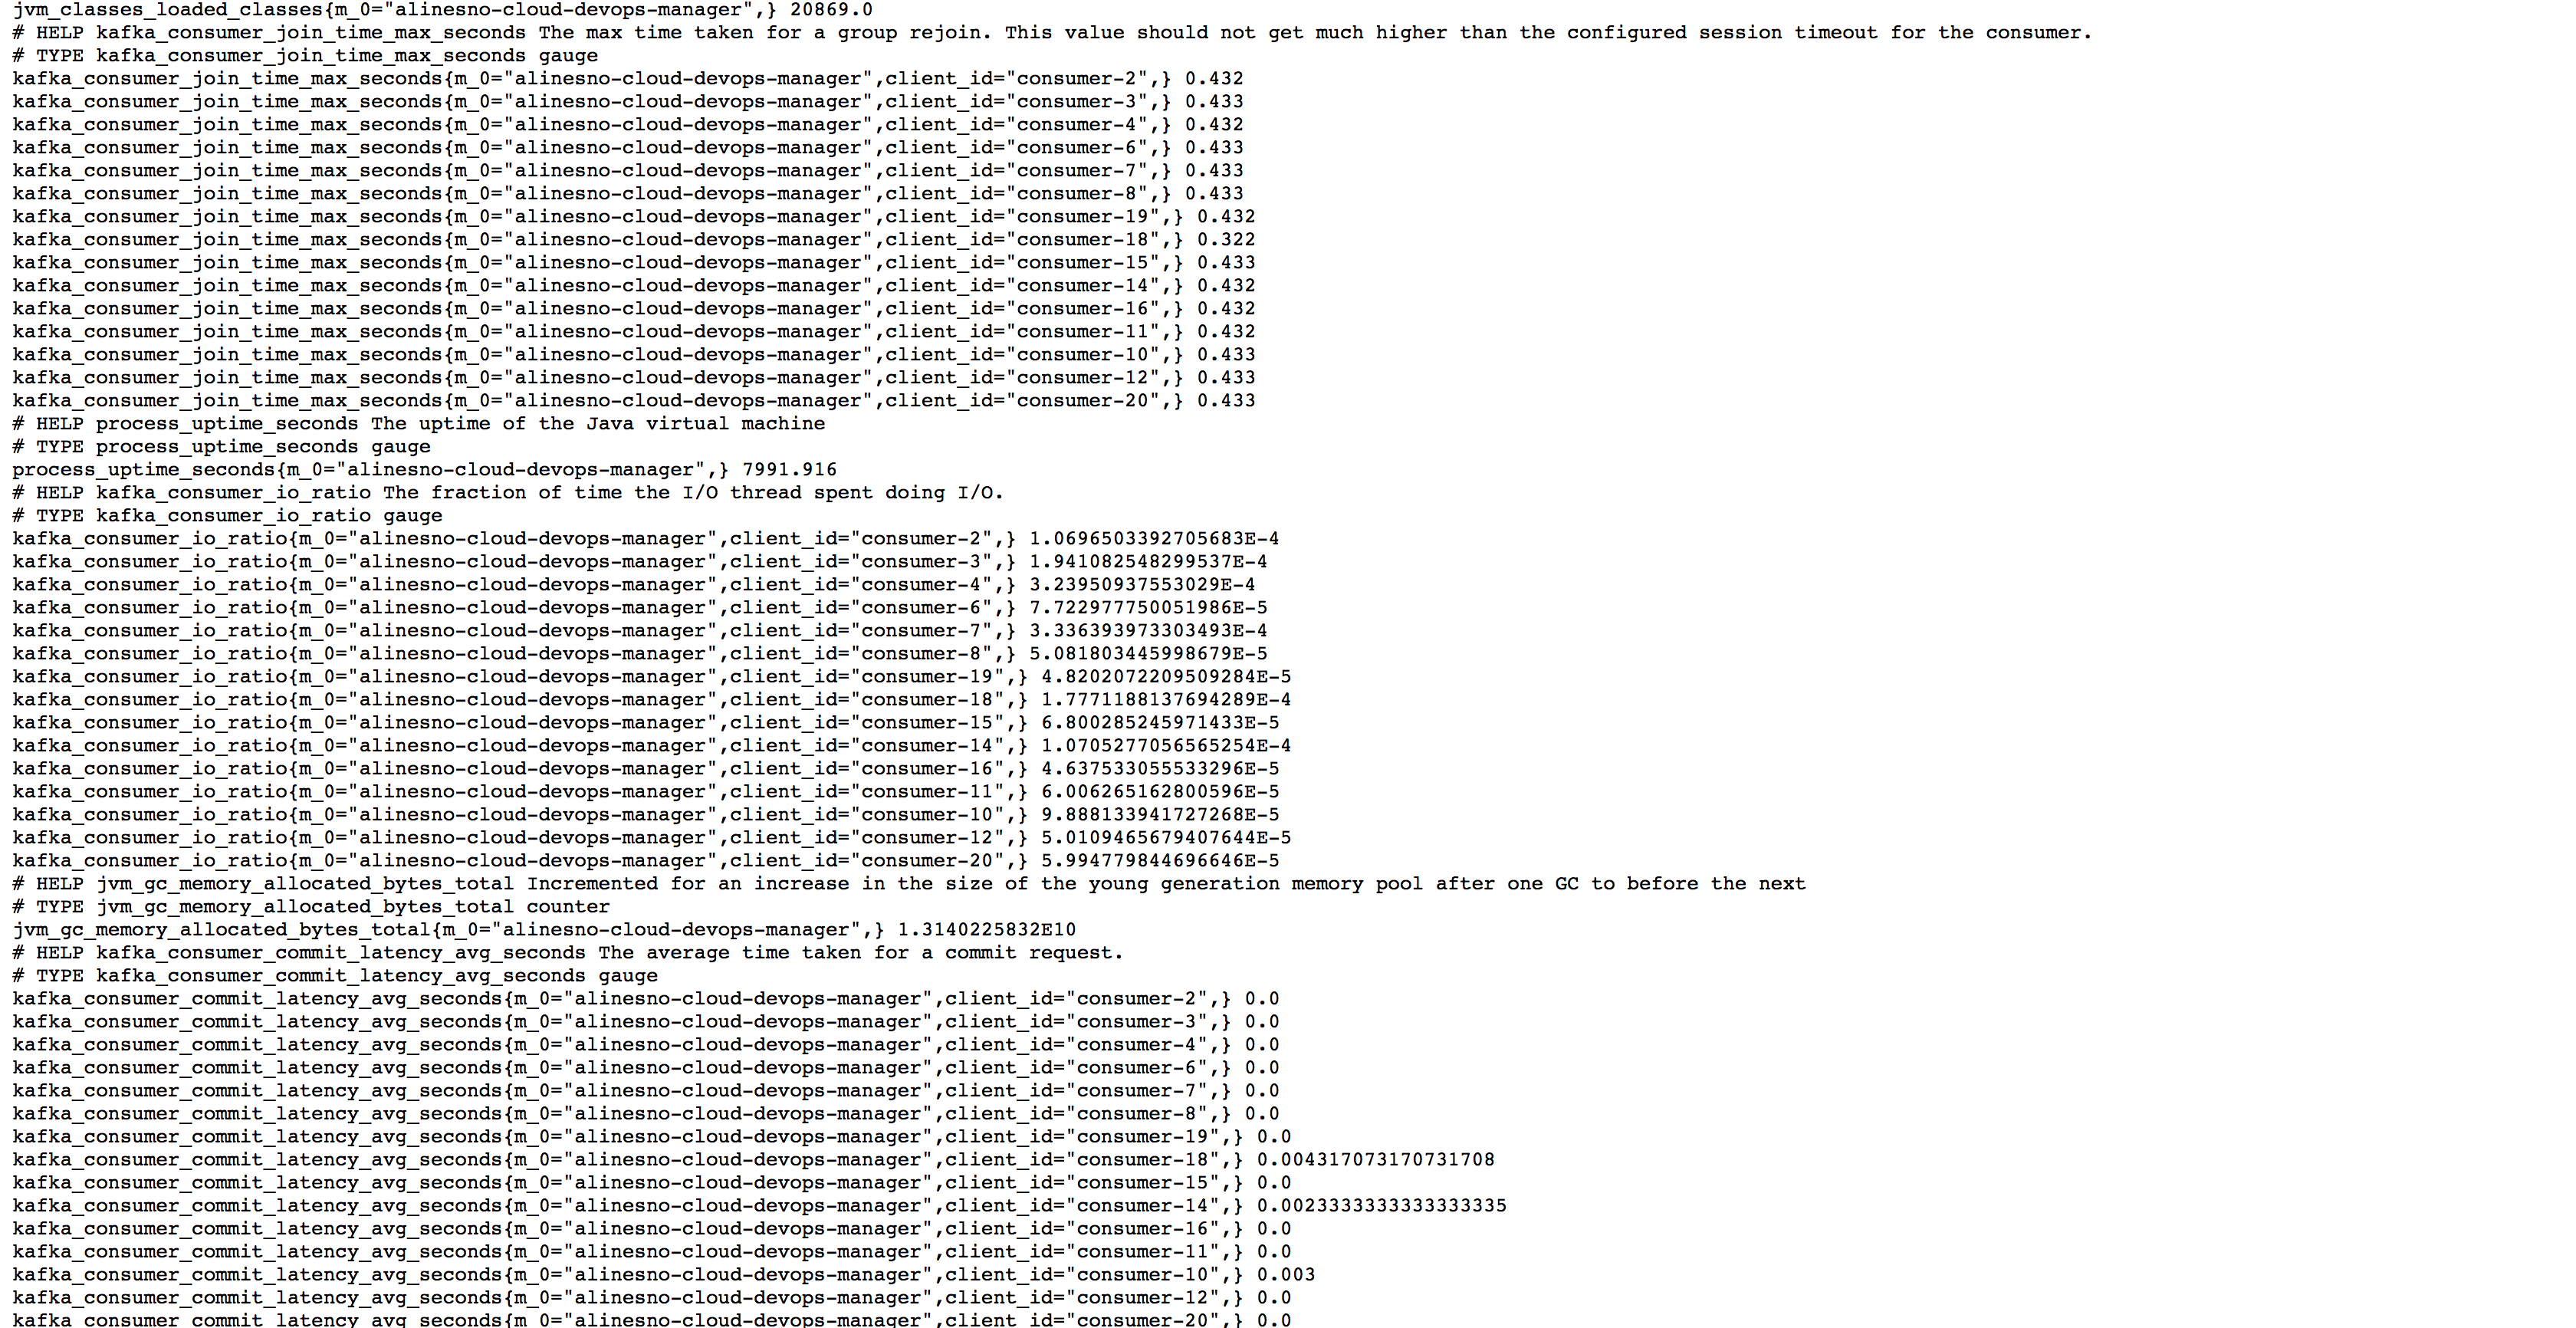 jvm_classes_loaded_classes{m_0="alinesno-cloud-devops-manager",} 20869.0
# HELP kafka_consumer_join_time_max_seconds The max time taken for a group rejoin. This value should not get much higher than the configured session timeout for the consumer.
# TYPE kafka_consumer_join_time_max_seconds gauge
kafka_consumer_join_time_max_seconds{m_0="alinesno-cloud-devops-manager",client_id="consumer-2",} 0.432
kafka_consumer_join_time_max_seconds{m_0="alinesno-cloud-devops-manager",client_id="consumer-3",} 0.433
kafka_consumer_join_time_max_seconds{m_0="alinesno-cloud-devops-manager",client_id="consumer-4",} 0.432
kafka_consumer_join_time_max_seconds{m_0="alinesno-cloud-devops-manager",client_id="consumer-6",} 0.433
kafka_consumer_join_time_max_seconds{m_0="alinesno-cloud-devops-manager",client_id="consumer-7",} 0.433
kafka_consumer_join_time_max_seconds{m_0="alinesno-cloud-devops-manager",client_id="consumer-8",} 0.433
kafka_consumer_join_time_max_seconds{m_0="alinesno-cloud-devops-manager",client_id="consumer-19",} 0.432
kafka_consumer_join_time_max_seconds{m_0="alinesno-cloud-devops-manager",client_id="consumer-18",} 0.322
kafka_consumer_join_time_max_seconds{m_0="alinesno-cloud-devops-manager",client_id="consumer-15",} 0.433
kafka_consumer_join_time_max_seconds{m_0="alinesno-cloud-devops-manager",client_id="consumer-14",} 0.432
kafka_consumer_join_time_max_seconds{m_0="alinesno-cloud-devops-manager",client_id="consumer-16",} 0.432
kafka_consumer_join_time_max_seconds{m_0="alinesno-cloud-devops-manager",client_id="consumer-11",} 0.432
kafka_consumer_join_time_max_seconds{m_0="alinesno-cloud-devops-manager",client_id="consumer-10",} 0.433
kafka_consumer_join_time_max_seconds{m_0="alinesno-cloud-devops-manager",client_id="consumer-12",} 0.433
kafka_consumer_join_time_max_seconds{m_0="alinesno-cloud-devops-manager",client_id="consumer-20",} 0.433
# HELP process_uptime_seconds The uptime of the Java virtual machine
# TYPE process_uptime_seconds gauge
process_uptime_seconds{m_0="alinesno-cloud-devops-manager",} 7991.916
# HELP kafka_consumer_io_ratio The fraction of time the I/O thread spent doing I/O.
# TYPE kafka_consumer_io_ratio gauge
kafka_consumer_io_ratio{m_0="alinesno-cloud-devops-manager",client_id="consumer-2",} 1.0696503392705683E-4
kafka_consumer_io_ratio{m_0="alinesno-cloud-devops-manager",client_id="consumer-3",} 1.941082548299537E-4
kafka_consumer_io_ratio{m_0="alinesno-cloud-devops-manager",client_id="consumer-4",} 3.23950937553029E-4
kafka_consumer_io_ratio{m_0="alinesno-cloud-devops-manager",client_id="consumer-6",} 7.722977750051986E-5
kafka_consumer_io_ratio{m_0="alinesno-cloud-devops-manager",client_id="consumer-7",} 3.336393973303493E-4
kafka_consumer_io_ratio{m_0="alinesno-cloud-devops-manager",client_id="consumer-8",} 5.081803445998679E-5
kafka_consumer_io_ratio{m_0="alinesno-cloud-devops-manager",client_id="consumer-19",} 4.8202072209509284E-5
kafka_consumer_io_ratio{m_0="alinesno-cloud-devops-manager",client_id="consumer-18",} 1.7771188137694289E-4
kafka_consumer_io_ratio{m_0="alinesno-cloud-devops-manager",client_id="consumer-15",} 6.800285245971433E-5
kafka_consumer_io_ratio{m_0="alinesno-cloud-devops-manager",client_id="consumer-14",} 1.0705277056565254E-4
kafka_consumer_io_ratio{m_0="alinesno-cloud-devops-manager",client_id="consumer-16",} 4.637533055533296E-5
kafka_consumer_io_ratio{m_0="alinesno-cloud-devops-manager",client_id="consumer-11",} 6.006265162800596E-5
kafka_consumer_io_ratio{m_0="alinesno-cloud-devops-manager",client_id="consumer-10",} 9.888133941727268E-5
kafka_consumer_io_ratio{m_0="alinesno-cloud-devops-manager",client_id="consumer-12",} 5.0109465679407644E-5
kafka_consumer_io_ratio{m_0="alinesno-cloud-devops-manager",client_id="consumer-20",} 5.994779844696646E-5
# HELP jvm_gc_memory_allocated_bytes_total Incremented for an increase in the size of the young generation memory pool after one GC to before the next
# TYPE jvm_gc_memory_allocated_bytes_total counter
jvm_gc_memory_allocated_bytes_total{m_0="alinesno-cloud-devops-manager",} 1.3140225832E10
# HELP kafka_consumer_commit_latency_avg_seconds The average time taken for a commit request.
# TYPE kafka_consumer_commit_latency_avg_seconds gauge
kafka_consumer_commit_latency_avg_seconds{m_0="alinesno-cloud-devops-manager",client_id="consumer-2",} 0.0
kafka_consumer_commit_latency_avg_seconds{m_0="alinesno-cloud-devops-manager",client_id="consumer-3",} 0.0
kafka_consumer_commit_latency_avg_seconds{m_0="alinesno-cloud-devops-manager",client_id="consumer-4",} 0.0
kafka_consumer_commit_latency_avg_seconds{m_0="alinesno-cloud-devops-manager",client_id="consumer-6",} 0.0
kafka_consumer_commit_latency_avg_seconds{m_0="alinesno-cloud-devops-manager",client_id="consumer-7",} 0.0
kafka_consumer_commit_latency_avg_seconds{m_0="alinesno-cloud-devops-manager",client_id="consumer-8",} 0.0
kafka_consumer_commit_latency_avg_seconds{m_0="alinesno-cloud-devops-manager",client_id="consumer-19",} 0.0
kafka_consumer_commit_latency_avg_seconds{m_0="alinesno-cloud-devops-manager",client_id="consumer-18",} 0.004317073170731708
kafka_consumer_commit_latency_avg_seconds{m_0="alinesno-cloud-devops-manager",client_id="consumer-15",} 0.0
kafka_consumer_commit_latency_avg_seconds{m_0="alinesno-cloud-devops-manager",client_id="consumer-14",} 0.0023333333333333335
kafka_consumer_commit_latency_avg_seconds{m_0="alinesno-cloud-devops-manager",client_id="consumer-16",} 0.0
kafka_consumer_commit_latency_avg_seconds{m_0="alinesno-cloud-devops-manager",client_id="consumer-11",} 0.0
kafka_consumer_commit_latency_avg_seconds{m_0="alinesno-cloud-devops-manager",client_id="consumer-10",} 0.003
kafka_consumer_commit_latency_avg_seconds{m_0="alinesno-cloud-devops-manager",client_id="consumer-12",} 0.0
kafka_consumer_commit_latency_avg_seconds{m_0="alinesno-cloud-devops-manager",client_id="consumer-20",} 0.0